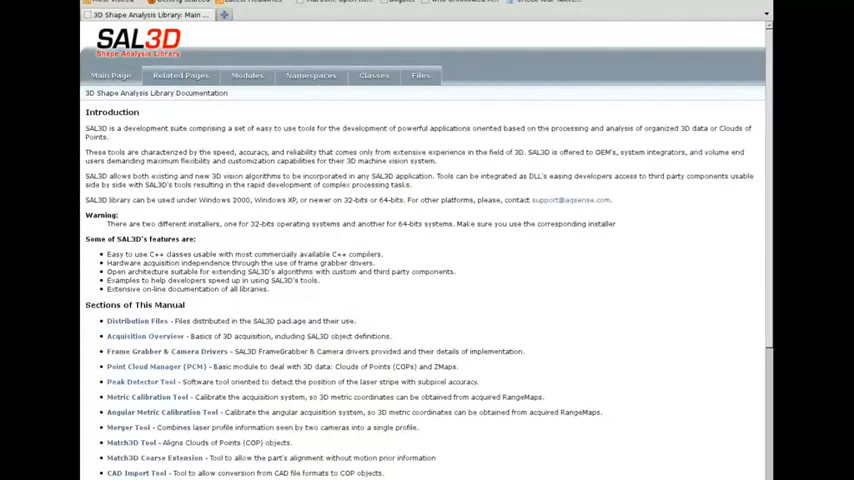 3D Shape Analysis Library: Main ...
SAL3D
Shape Analysis Library
Main Page Related Pages Modules Namespaces Classes Files
3D Shape Analysis Library Documentation
Introduction
SAL3D is a development suite comprising a set of easy to use tools for the development of powerful applications oriented based on the processing and analysis of organized 3D data or Clouds of
Points.
These tools are characterized by the speed, accuracy, and reliability that comes only from extensive experience in the field of 3D. SAL3D is offered to OEM's, system integrators, and volume end
users demanding maximum flexibility and customization capabilities for their 3D machine vision system.
SAL3D allows both existing and new 3D vision algorithms to be incorporated in any SAL3D application. Tools can be integrated as DLL's easing developers access to third party components useable
side by side with SAL3D's tools resulting in the rapid development of complex processing tasks.
SAL3D library can be used under Windows 2000, Windows XP, or newer on 32-bits or 64-bits. For other platforms, please, contact support@aqsense.com.
Warning:
There are two different installers, one for 32-bits operating systems and another for 64-bits systems. Make sure you use the corresponding installer
Some of SAL3D's features are:
• Easy to use C++ classes usable with most commercially available C++ compilers.
• Hardware acquisition independence through the use of frame grabber drivers.
• Open architecture suitable for extending SAL3D's algorithms with custom and third party components.
• Examples to help developers speed up in using SAL3D's tools.
• Extensive on-line documentation of all libraries.
Sections of This Manual
• Distribution Files - Files distributed in the SAL3D package and their use.
• Acquisition Overview - Basics of 3D acquisition, including SAL3D object definitions.
• Frame Grabber & Camera Drivers - SAL3D FrameGrabber & Camera drivers provided and their details of implementation.
• Point Cloud Manager (PCM) - Basic module to deal with 3D data: Clouds of Points (COPs) and ZMaps.
• Peak Detector Tool - Software tool oriented to detect the position of the laser stripe with subpixel accuracy.
• Metric Calibration Tool - Calibrate the acquisition system, so 3D metric coordinates can be obtained from acquired RangeMaps.
• Angular Metric Calibration Tool - Calibrate the angular acquisition system, so 3D metric coordinates can be obtained from acquired RangeMaps.
• Merger Tool - Combines laser profile information seen by two cameras into a single profile.
• Match3D Tool - Aligns Clouds of Points (COP) objects.
• Match3D Coarse Extension - Tool to allow the part's alignment without motion prior information
• CAD Import Tool - Tool to allow conversion from CAD file formats to COP objects.